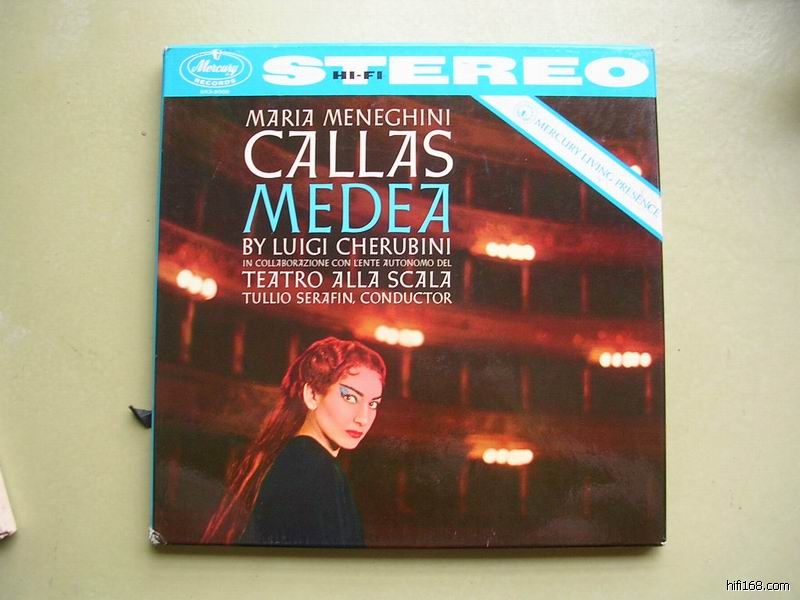 Mercury
RECORDS
STEREO
HI-FI
MERCURY LIVING PRESENCE
MARIA MENEGHINI
CALLAS
MEDEA
BY LUIGI CHERUBINI
IN COLLABORAZIONE CON L'ENTE AUTONOMO DEL
TEATRO ALLA SCALA
TULLIO SERAFIN, CONDUCTOR
hifi168.com